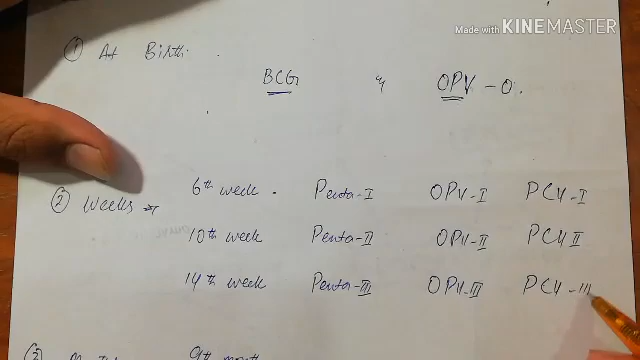 Made with KINEMASTER
① At Birth .
BCG & OPV - O.
② Weeks → 6th week . Penta-I OPV-I PCV-I
10th week Penta-II OPV-II PCV II
14th week Penta-III OPV-III PCV-III
9th month